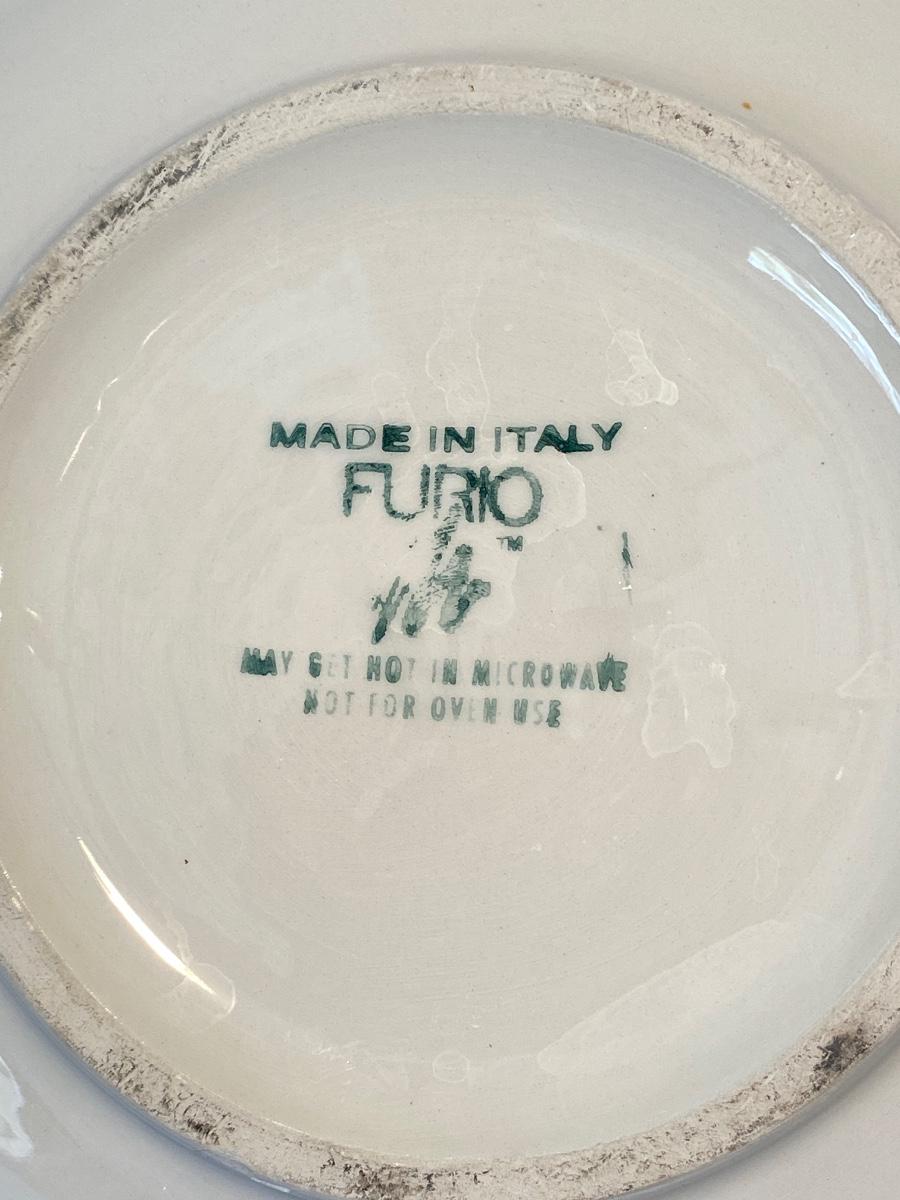 MADE IN ITALY
FURIO
TM
MAY GET HOT IN MICROWAVE
NOT FOR OVEN USE